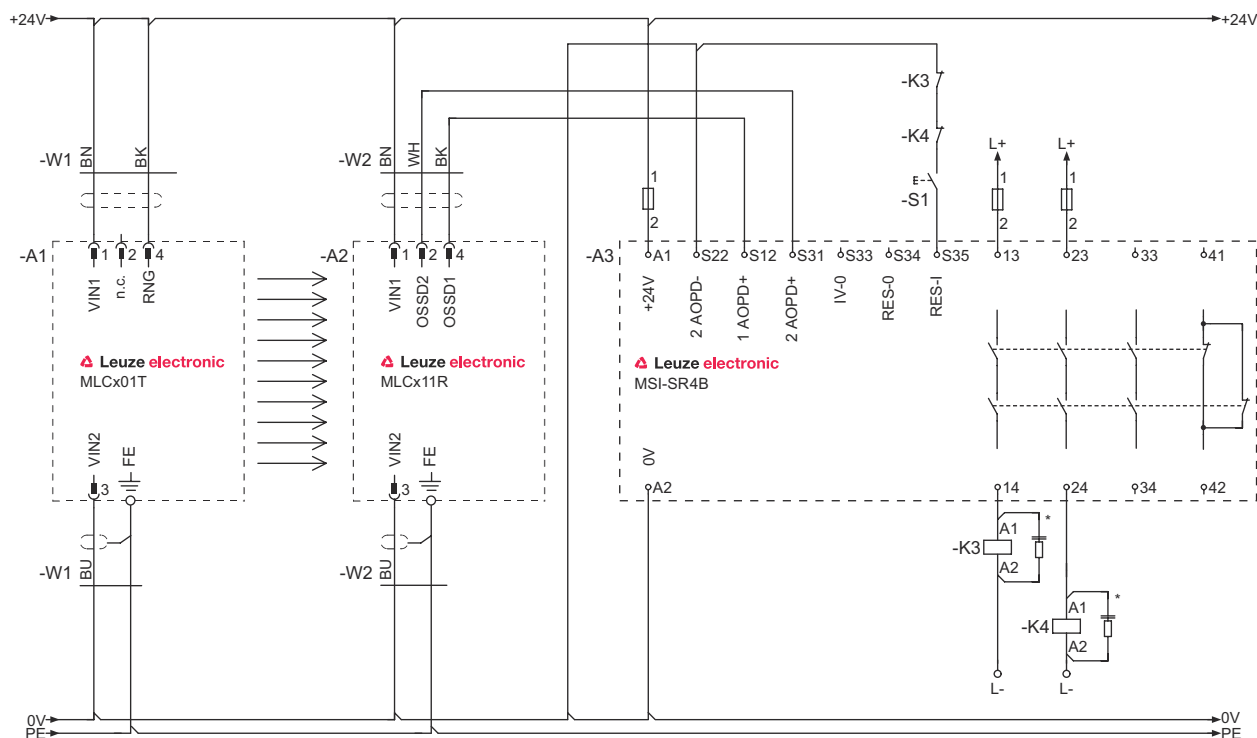 +24V +24V
-K3
-K4
L+ L+
-W1 BN BK
-W2 BN WH BK
1 1 1
E -S1
2 2 2
-A1 1 2 4
-A2 1 2 4
-A3 A1 S22 S12 S31 S33 S34 S35 13 23 33 41
VIN1 n.c. RNG
VIN1 OSSD2 OSSD1
+24V 2 AOPD- 1 AOPD+ 2 AOPD+ IV-0 RES-0 RES-I
Leuze electronic
MLCx01T
Leuze electronic
MLCx11R
Leuze electronic
MSI-SR4B
VIN2 FE
VIN2 FE
0V
3 3 A2 14 24 34 42
A1 *
-K3
A2
-W1 BU
-W2 BU
A1 *
-K4
A2
L- L-
0V 0V
PE PE